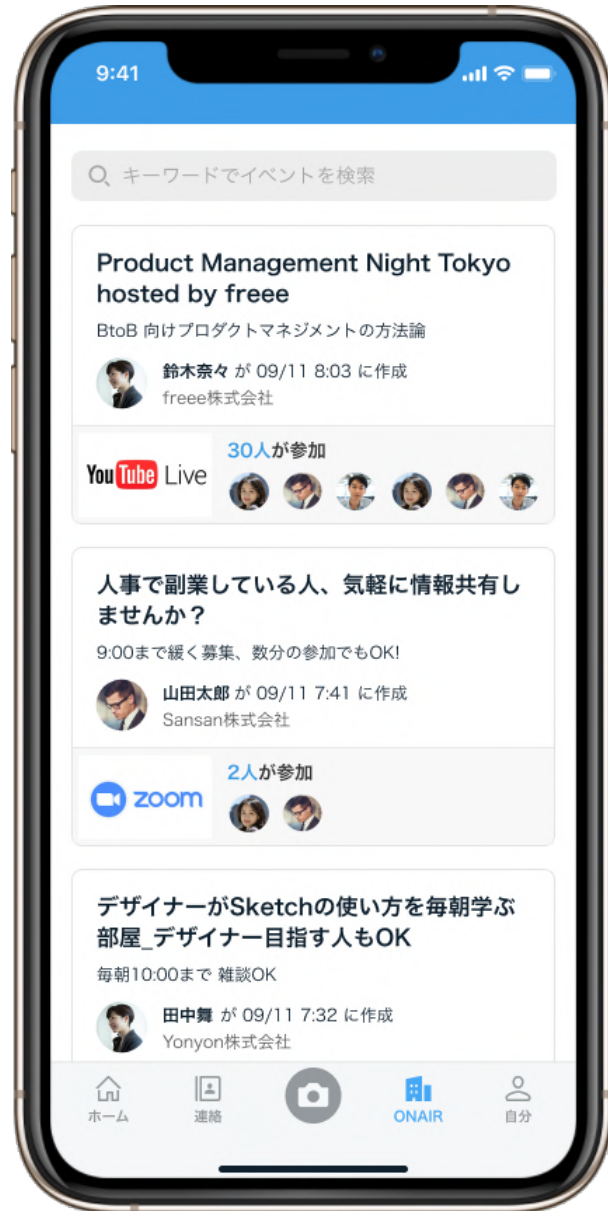 9:41
キーワードでイベントを検索
Product Management Night Tokyo
hosted by freee
BtoB 向けプロダクトマネジメントの方法論
鈴木奈々 が 09/11 8:03 に作成
freee株式会社
YouTube Live
30人が参加
人事で副業している人、気軽に情報共有し
ませんか？
9:00まで緩く募集、数分の参加でもOK!
山田太郎 が 09/11 7:41 に作成
Sansan株式会社
zoom
2人が参加
デザイナーがSketchの使い方を毎朝学ぶ
部屋_デザイナー目指す人もOK
毎朝10:00まで 雑談OK
田中舞 が 09/11 7:32 に作成
Yonyon株式会社
ホーム
連絡
ONAIR
自分